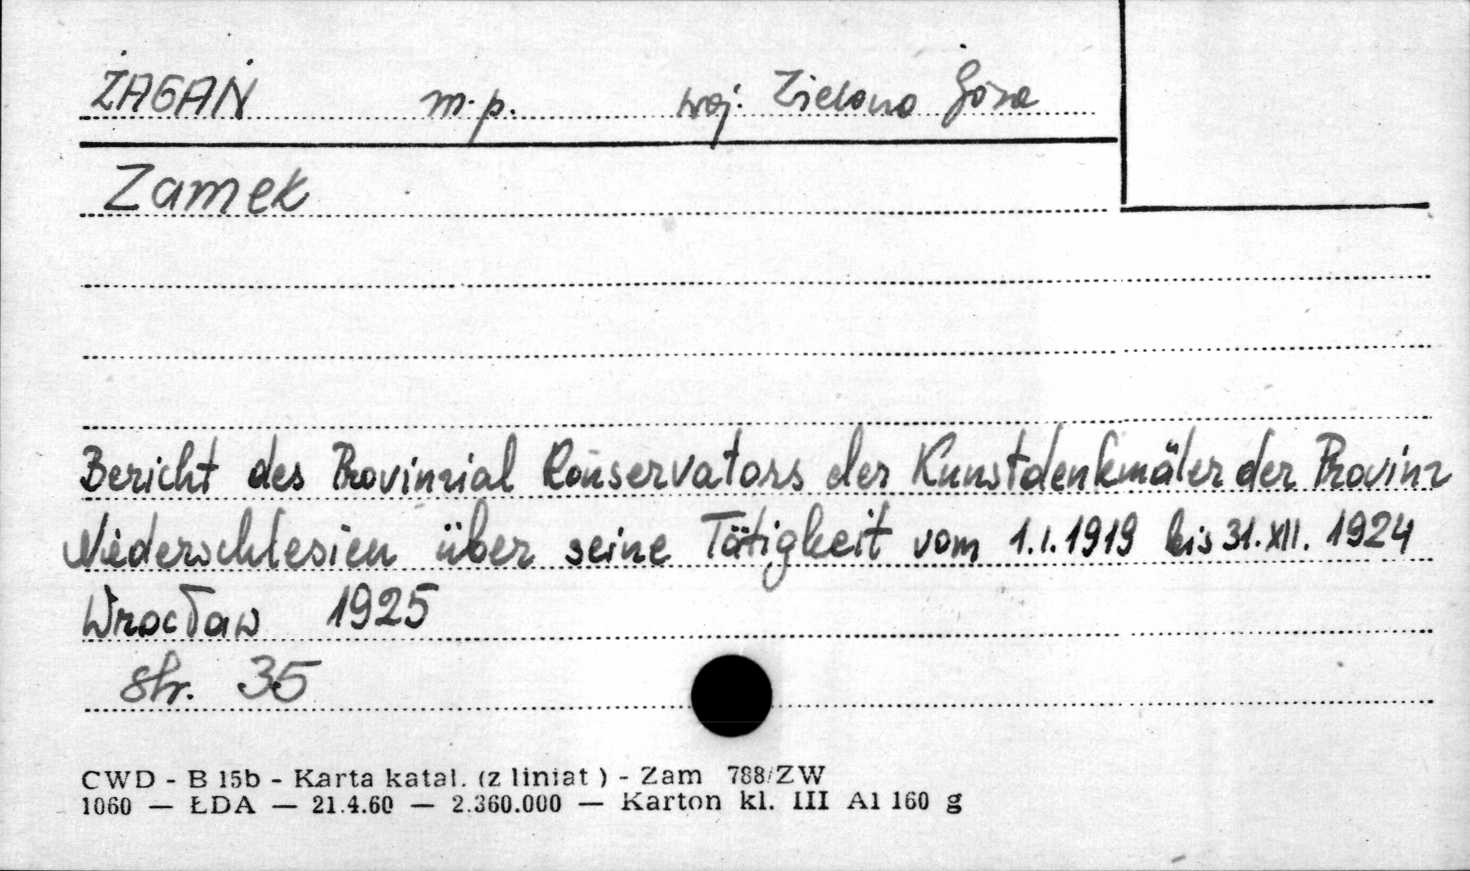 ŻAGAŃ m.p. woj. Zielona Góra
Zamek
Bericht des Provinzial Konservators der Kunstdenkmäler der Provinz
Niederschlesien über seine Tätigkeit vom 1.I.1919 bis 31.XII.1924
Wrocław 1925
str. 35
CWD - B 15b - Karta katal. (z liniat) - Zam 788/ZW
1060 — ŁDA — 21.4.60 — 2.360.000 — Karton kl. III A1 160 g